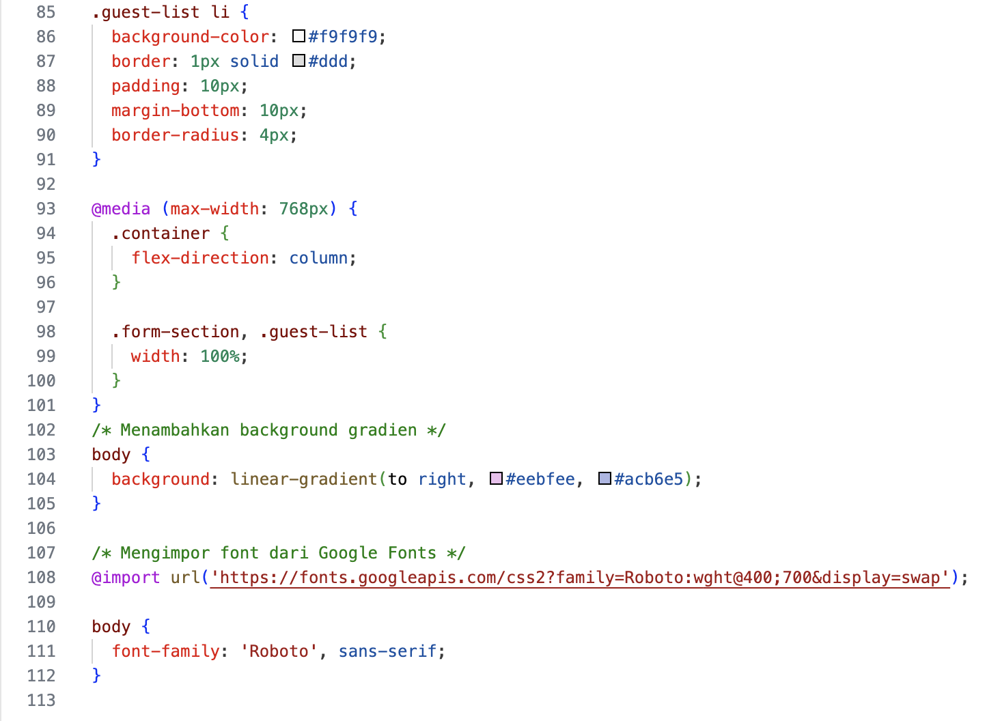 85 .guest-list li {
86 background-color: #f9f9f9;
87 border: 1px solid #ddd;
88 padding: 10px;
89 margin-bottom: 10px;
90 border-radius: 4px;
91 }
92
93 @media (max-width: 768px) {
94 .container {
95 flex-direction: column;
96 }
97
98 .form-section, .guest-list {
99 width: 100%;
100 }
101 }
102 /* Menambahkan background gradien */
103 body {
104 background: linear-gradient(to right, #eebfee, #acb6e5);
105 }
106
107 /* Mengimpor font dari Google Fonts */
108 @import url('https://fonts.googleapis.com/css2?family=Roboto:wght@400;700&display=swap');
109
110 body {
111 font-family: 'Roboto', sans-serif;
112 }
113